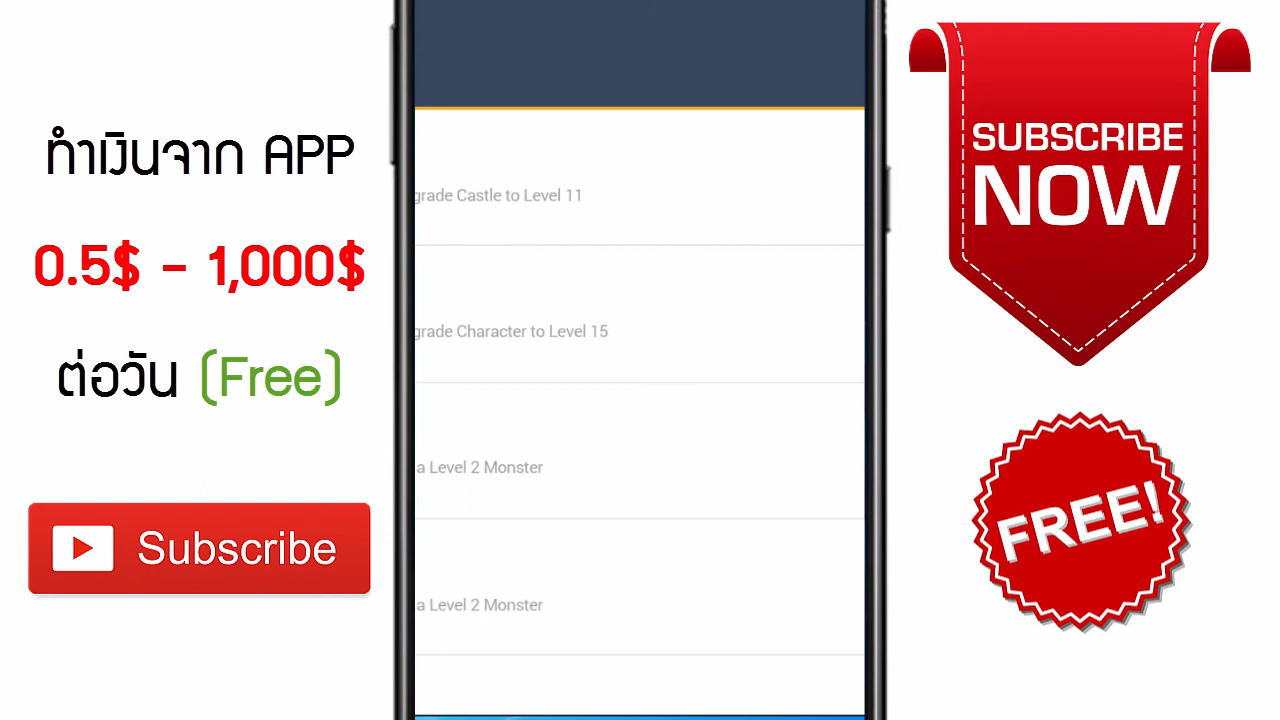 ทำเงินจาก APP
0.5$ - 1,000$
ต่อวัน (Free)
Subscribe
grade Castle to Level 11
grade Character to Level 15
a Level 2 Monster
a Level 2 Monster
SUBSCRIBE
NOW
FREE!